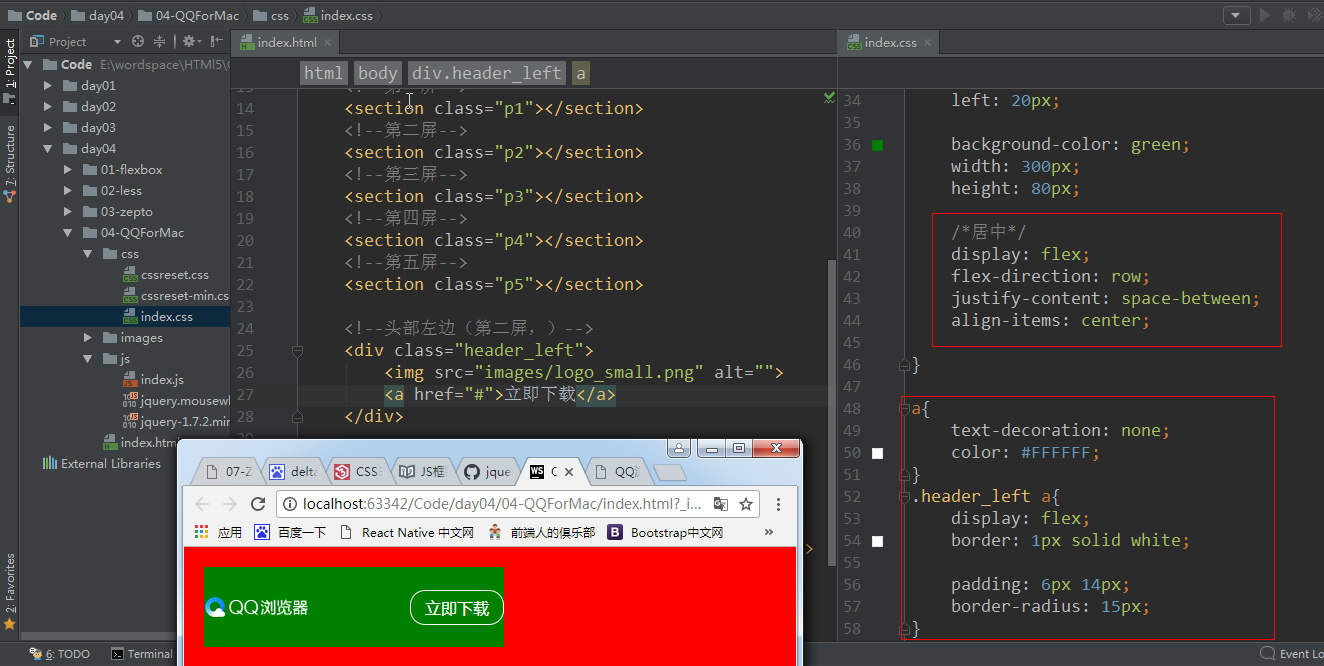 Code day04 04-QQForMac css index.css
1: Project
7: Structure
2: Favorites
Project
Code E:\wordspace\HTMl5\
day01
day02
day03
day04
01-flexbox
02-less
03-zepto
04-QQForMac
css
cssreset.css
cssreset-min.cs
index.css
images
js
index.js
jquery.mousewh
jquery-1.7.2.min
index.html
External Libraries
index.html
html body div.header_left a
14 <section class="p1"></section>
15 <!--第二屏-->
16 <section class="p2"></section>
17 <!--第三屏-->
18 <section class="p3"></section>
19 <!--第四屏-->
20 <section class="p4"></section>
21 <!--第五屏-->
22 <section class="p5"></section>
23
24 <!--头部左边（第二屏，）-->
25 <div class="header_left">
26 <img src="images/logo_small.png" alt="">
27 <a href="#">立即下载</a>
28 </div>
index.css
34 left: 20px;
35
36 background-color: green;
37 width: 300px;
38 height: 80px;
39
40 /*居中*/
41 display: flex;
42 flex-direction: row;
43 justify-content: space-between;
44 align-items: center;
45
46 }
47
48 a{
49 text-decoration: none;
50 color: #FFFFFF;
51 }
52 .header_left a{
53 display: flex;
54 border: 1px solid white;
55
56 padding: 6px 14px;
57 border-radius: 15px;
58 }
07-Z delta CSS JS框 jque C QQ
localhost:63342/Code/day04/04-QQForMac/index.html?_i...
应用 百度一下 React Native 中文网 前端人的俱乐部 Bootstrap中文网 »
QQ浏览器 立即下载
6: TODO Terminal Event Lo